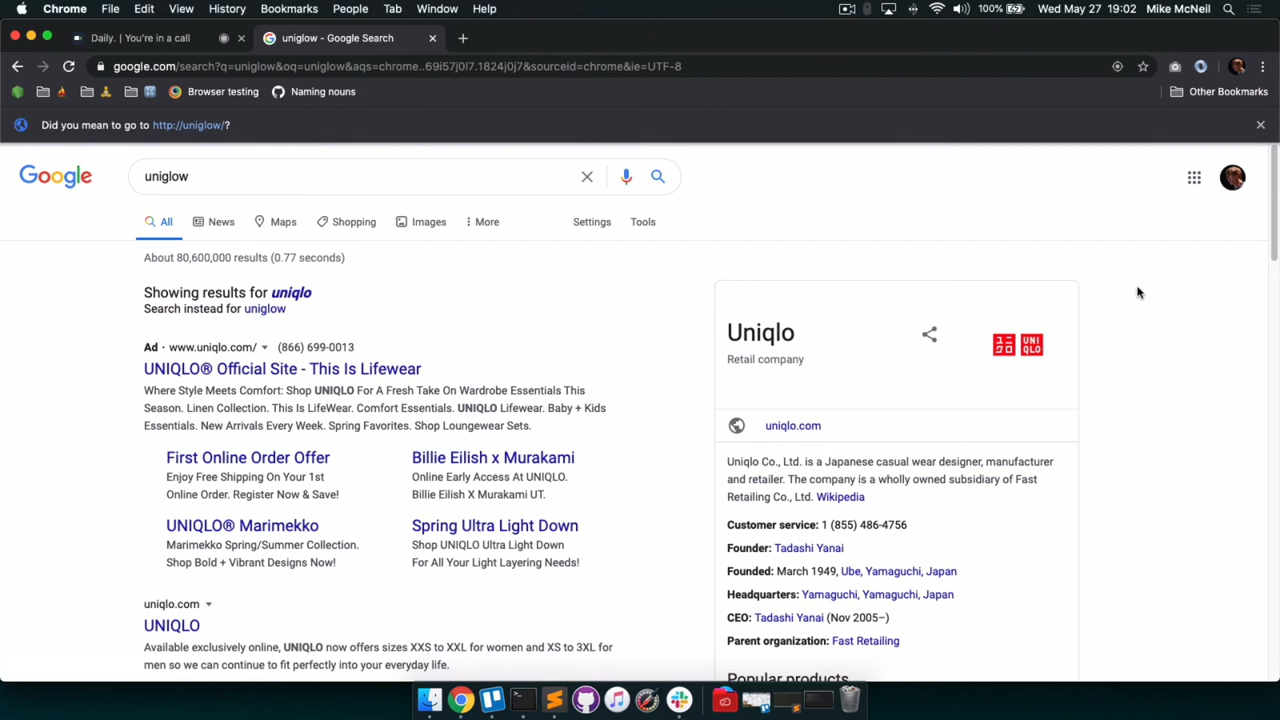 Chrome File Edit View History Bookmarks People Tab Window Help 100% Wed May 27 19:02 Mike McNeil
Daily. | You're in a call
uniglow - Google Search
google.com/search?q=uniglow&oq=uniglow&aqs=chrome..69i57j0l7.1824j0j7&sourceid=chrome&ie=UTF-8
Browser testing Naming nouns Other Bookmarks
Did you mean to go to http://uniglow/?
Google
uniglow
All News Maps Shopping Images More Settings Tools
About 80,600,000 results (0.77 seconds)
Showing results for uniqlo
Search instead for uniglow
Ad · www.uniqlo.com/ (866) 699-0013
UNIQLO® Official Site - This Is Lifewear
Where Style Meets Comfort: Shop UNIQLO For A Fresh Take On Wardrobe Essentials This
Season. Linen Collection. This Is LifeWear. Comfort Essentials. UNIQLO Lifewear. Baby + Kids
Essentials. New Arrivals Every Week. Spring Favorites. Shop Loungewear Sets.
First Online Order Offer
Enjoy Free Shipping On Your 1st
Online Order. Register Now & Save!
Billie Eilish x Murakami
Online Early Access At UNIQLO.
Billie Eilish X Murakami UT.
UNIQLO® Marimekko
Marimekko Spring/Summer Collection.
Shop Bold + Vibrant Designs Now!
Spring Ultra Light Down
Shop UNIQLO Ultra Light Down
For All Your Light Layering Needs!
uniqlo.com
UNIQLO
Available exclusively online, UNIQLO now offers sizes XXS to XXL for women and XS to 3XL for
men so we can continue to fit perfectly into your everyday life.
Uniqlo
Retail company
ユニ
クロ
UNI
QLO
uniqlo.com
Uniqlo Co., Ltd. is a Japanese casual wear designer, manufacturer
and retailer. The company is a wholly owned subsidiary of Fast
Retailing Co., Ltd. Wikipedia
Customer service: 1 (855) 486-4756
Founder: Tadashi Yanai
Founded: March 1949, Ube, Yamaguchi, Japan
Headquarters: Yamaguchi, Yamaguchi, Japan
CEO: Tadashi Yanai (Nov 2005–)
Parent organization: Fast Retailing
Popular products